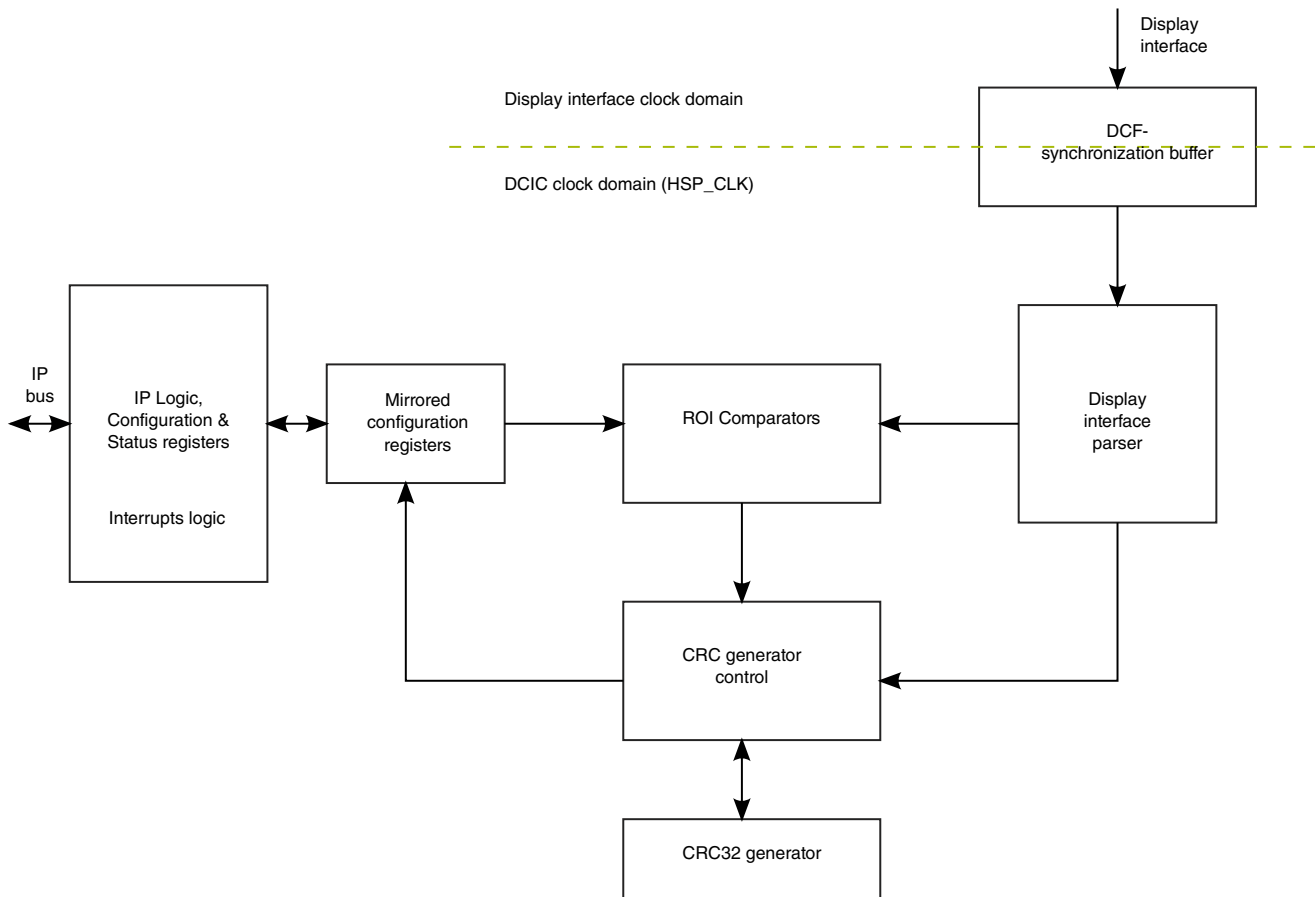 Display
interface
Display interface clock domain
DCF-
synchronization buffer
DCIC clock domain (HSP_CLK)
IP
bus
IP Logic,
Configuration &
Status registers
Interrupts logic
Mirrored
configuration
registers
ROI Comparators
Display
interface
parser
CRC generator
control
CRC32 generator